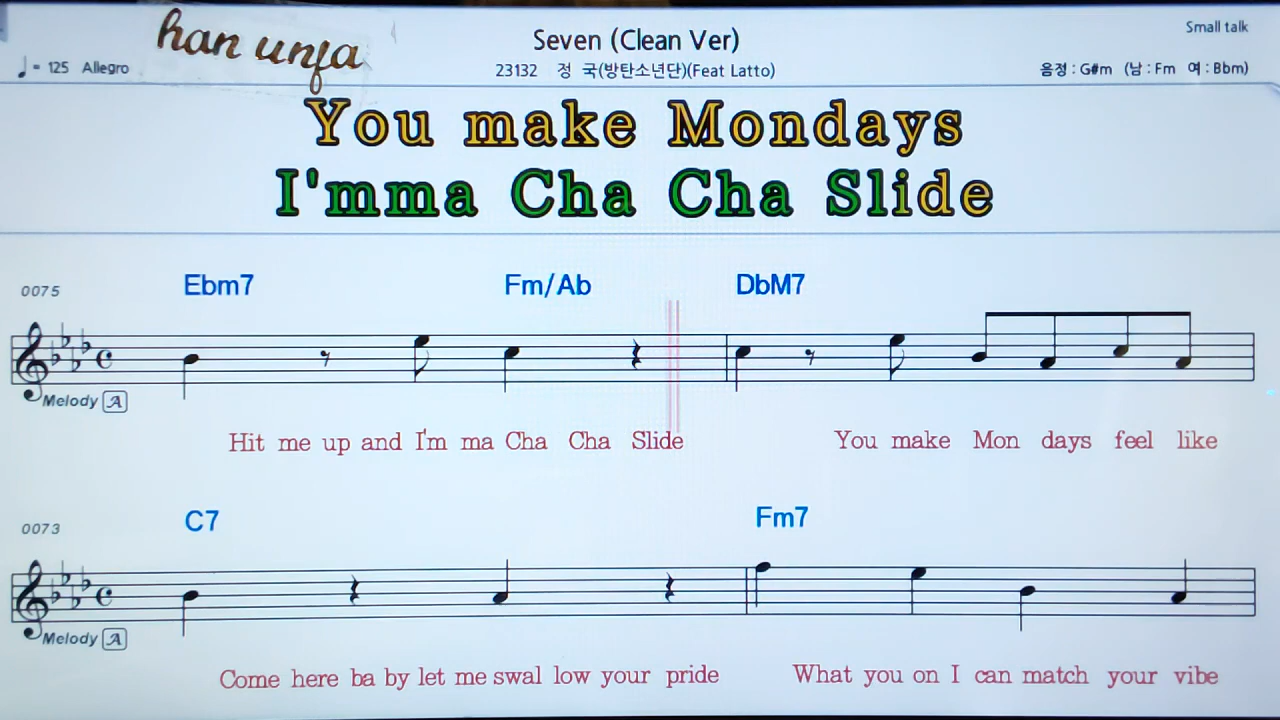 han unfa
Small talk
Seven (Clean Ver)
♩= 125 Allegro
23132 정 국(방탄소년단)(Feat Latto)
음정 : G#m (남 : Fm 여 : Bbm)
You make Mondays
I'mma Cha Cha Slide
0075
Ebm7 Fm/Ab DbM7
Melody A
Hit me up and I'm ma Cha Cha Slide You make Mon days feel like
0073
C7 Fm7
Melody A
Come here ba by let me swal low your pride What you on I can match your vibe